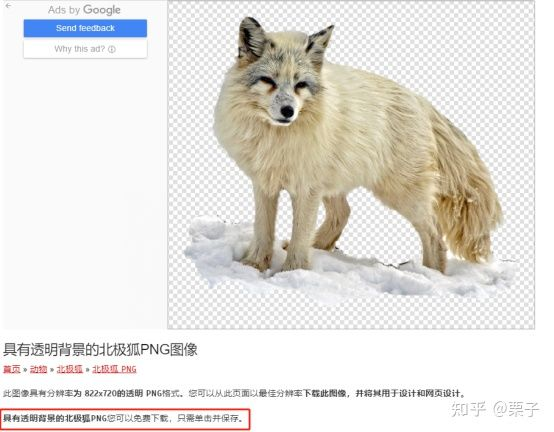 Ads by Google
Send feedback
Why this ad?
具有透明背景的北极狐PNG图像
首页 » 动物 » 北极狐 » 北极狐 PNG
此图像具有分辨率为 822x720的透明 PNG格式。您可以从此页面以最佳分辨率下载此图像，并将其用于设计和网页设计。
具有透明背景的北极狐PNG您可以免费下载，只需单击并保存。
知乎 @栗子